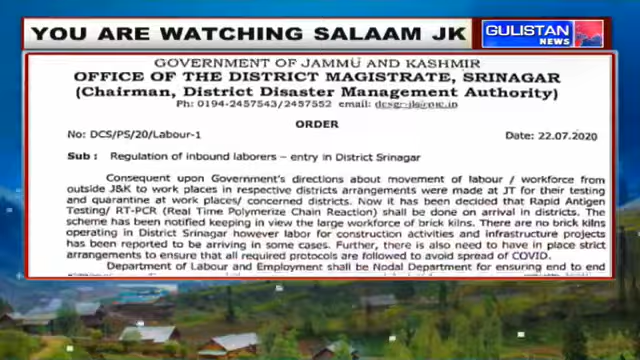 YOU ARE WATCHING SALAAM JK
GULISTAN
NEWS
GOVERNMENT OF JAMMU AND KASHMIR
OFFICE OF THE DISTRICT MAGISTRATE, SRINAGAR
(Chairman, District Disaster Management Authority)
Ph: 0194-2457543/2457552 email:
ORDER
No: DCS/PS/20/Labour-1 Date: 22.07.2020
Sub : Regulation of inbound laborers – entry in District Srinagar
Consequent upon Government's directions about movement of labour / workforce from
outside J&K to work places in respective districts arrangements were made at JT for their testing
and quarantine at work places/ concerned districts. Now it has been decided that Rapid Antigen
Testing/ RT-PCR (Real Time Polymerize Chain Reaction) shall be done on arrival in districts. The
scheme has been notified keeping in view the large workforce of brick kilns. There are no brick kilns
operating in District Srinagar however labor for construction activities and infrastructure projects
has been reported to be arriving in some cases. Further, there is also need to have in place strict
arrangements to ensure that all required protocols are followed to avoid spread of COVID.
Department of Labour and Employment shall be Nodal Department for ensuring end to end